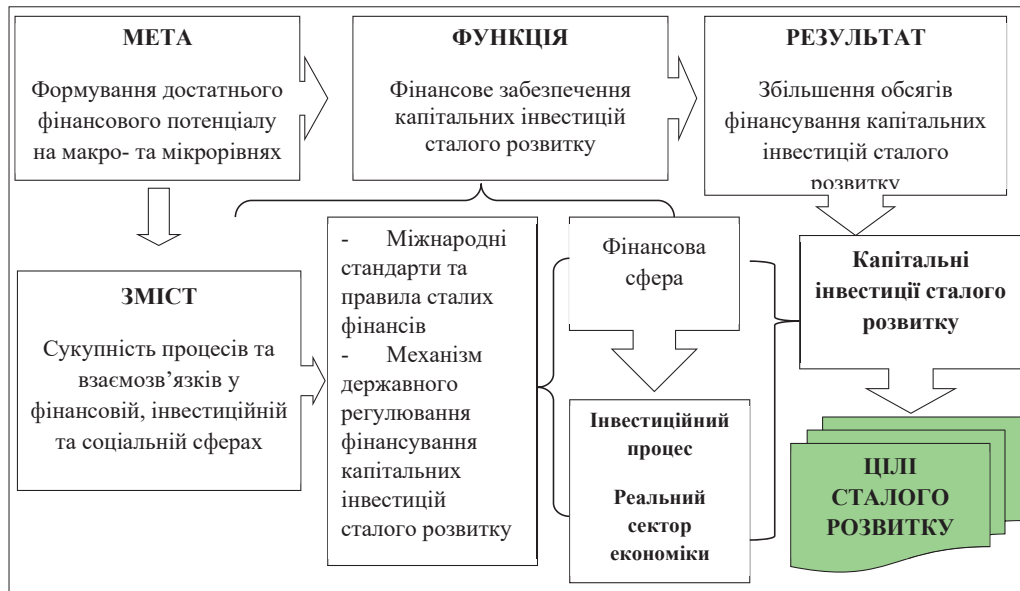 МЕТА
Формування достатнього
фінансового потенціалу
на макро- та мікрорівнях
ФУНКЦІЯ
Фінансове забезпечення
капітальних інвестицій
сталого розвитку
РЕЗУЛЬТАТ
Збільшення обсягів
фінансування капітальних
інвестицій сталого
розвитку
ЗМІСТ
Сукупність процесів та
взаємозв’язків у
фінансовій, інвестиційній
та соціальній сферах
- Міжнародні
стандарти та
правила сталих
фінансів
- Механізм
державного
регулювання
фінансування
капітальних
інвестицій
сталого розвитку
Фінансова
сфера
Інвестиційний
процес
Реальний
сектор
економіки
Капітальні
інвестиції сталого
розвитку
ЦІЛІ
СТАЛОГО
РОЗВИТКУ